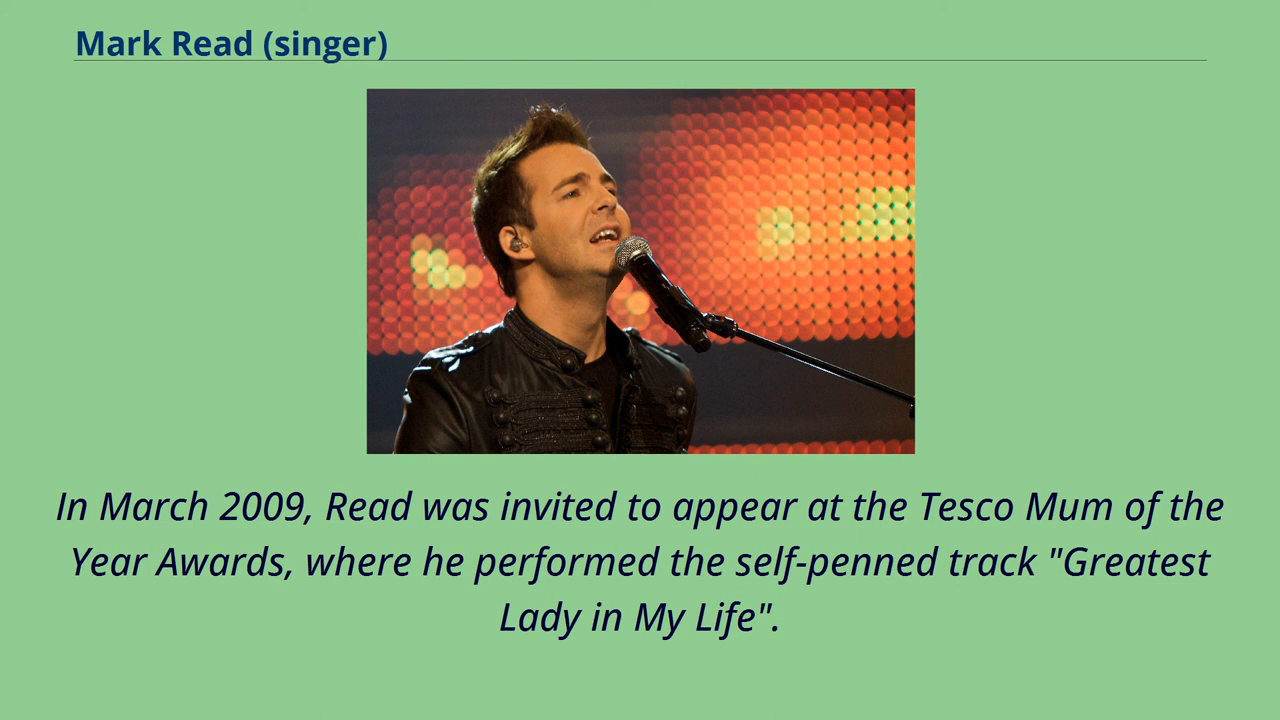 Mark Read (singer)
In March 2009, Read was invited to appear at the Tesco Mum of the
Year Awards, where he performed the self-penned track "Greatest
Lady in My Life".